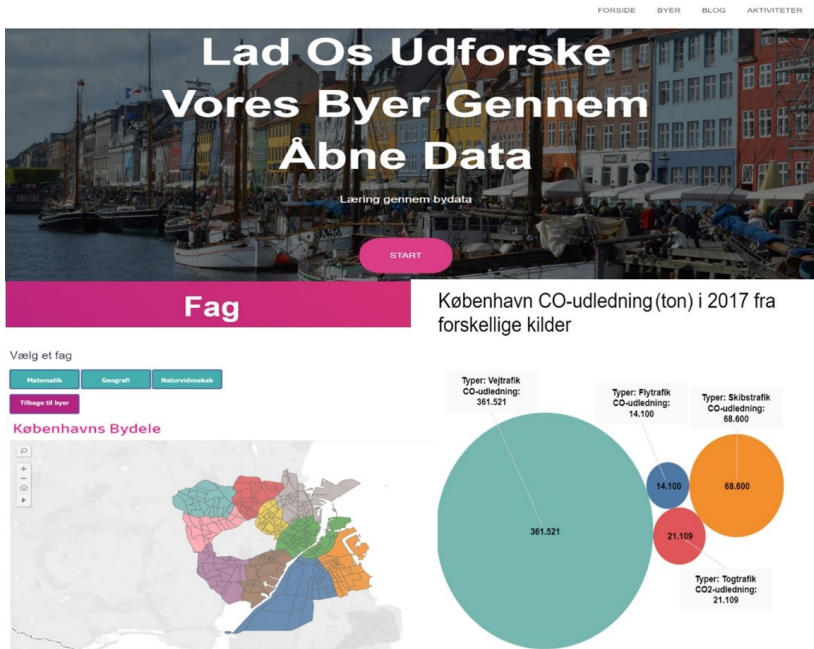 FORSIDE BYER BLOG AKTIVITETER
Lad Os Udforske
Vores Byer Gennem
Åbne Data
Læring gennem bydata
START
Fag
Vælg et fag
Matematik Geografi Naturvidenskab
Tilbage til byer
Københavns Bydele
København CO-udledning (ton) i 2017 fra
forskellige kilder
Typer: Vejtrafik
CO-udledning:
361.521
Typer: Flytrafik
CO-udledning:
14.100
Typer: Skibstrafik
CO-udledning:
68.600
361.521
14.100
68.600
21.109
Typer: Togtrafik
CO2-udledning:
21.109